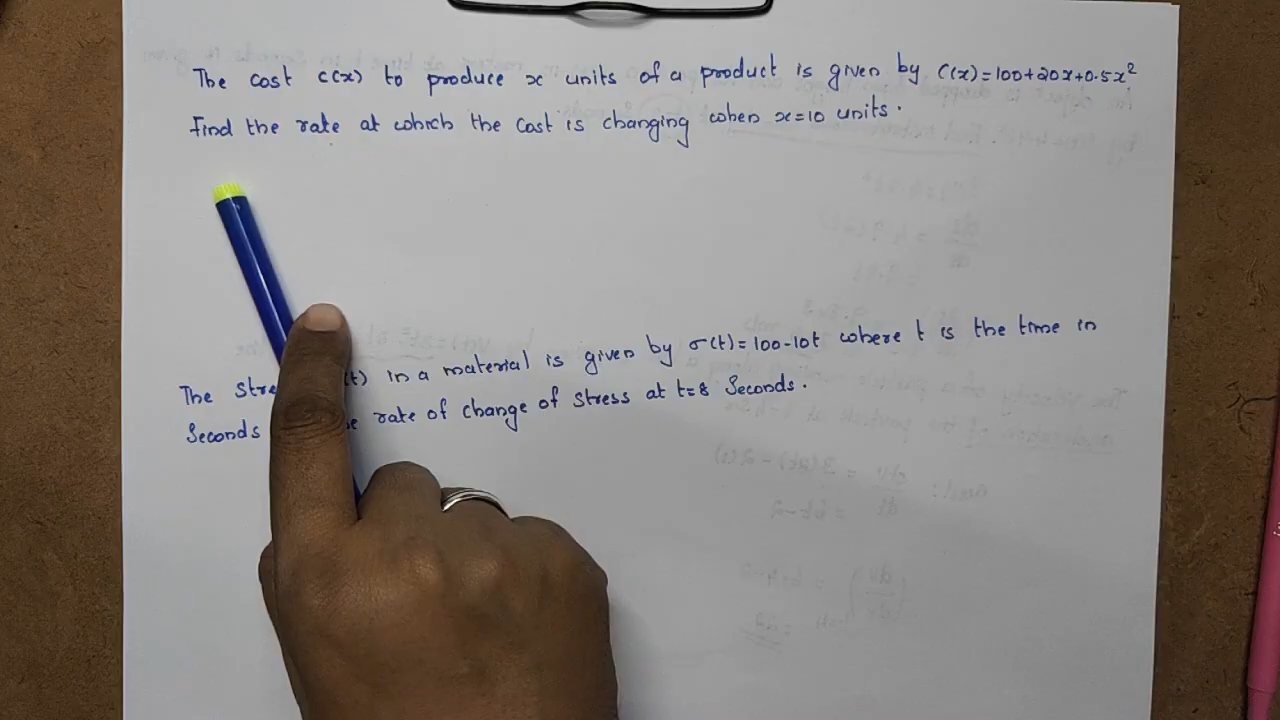 The cost C(x) to produce x units of a product is given by C(x)=100+20x+0.5x²
Find the rate at which the cost is changing when x=10 units.
The (t) in a material is given by σ(t)=100-10t where t is the time in
Seconds rate of change of stress at t=8 Seconds.